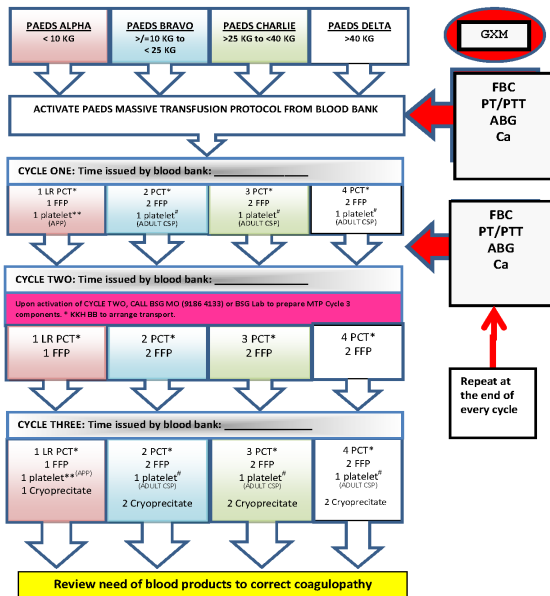 PAEDS ALPHA
< 10 KG
PAEDS BRAVO
>/=10 KG to
< 25 KG
PAEDS CHARLIE
>25 KG to <40 KG
PAEDS DELTA
>40 KG
GXM
ACTIVATE PAEDS MASSIVE TRANSFUSION PROTOCOL FROM BLOOD BANK
FBC
PT/PTT
ABG
Ca
CYCLE ONE: Time issued by blood bank: ____________________
1 LR PCT*
1 FFP
1 platelet**
(APP)
2 PCT*
2 FFP
1 platelet#
(ADULT CSP)
3 PCT*
2 FFP
1 platelet#
(ADULT CSP)
4 PCT*
2 FFP
1 platelet#
(ADULT CSP)
FBC
PT/PTT
ABG
Ca
CYCLE TWO: Time issued by blood bank: ____________________
Upon activation of CYCLE TWO, CALL BSG MO (9186 4133) or BSG Lab to prepare MTP Cycle 3
components. * KKH BB to arrange transport.
1 LR PCT*
1 FFP
2 PCT*
2 FFP
3 PCT*
2 FFP
4 PCT*
2 FFP
Repeat at
the end of
every cycle
CYCLE THREE: Time issued by blood bank: ____________________
1 LR PCT*
1 FFP
1 platelet**(APP)
1 Cryoprecitate
2 PCT*
2 FFP
1 platelet#
(ADULT CSP)
2 Cryoprecitate
3 PCT*
2 FFP
1 platelet#
(ADULT CSP)
2 Cryoprecitate
4 PCT*
2 FFP
1 platelet#
(ADULT CSP)
2 Cryoprecitate
Review need of blood products to correct coagulopathy